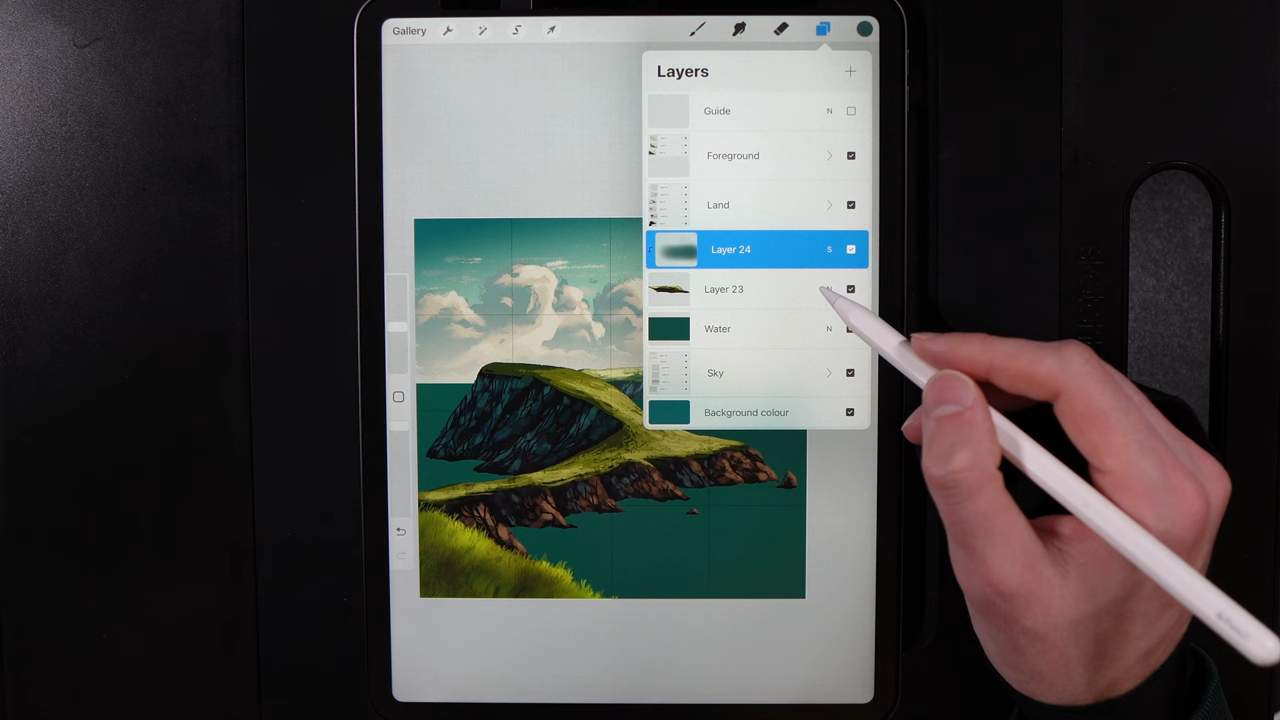 Gallery
Layers
Guide N
Foreground
Land
Layer 24 S
Layer 23 N
Water N
Sky
Background colour